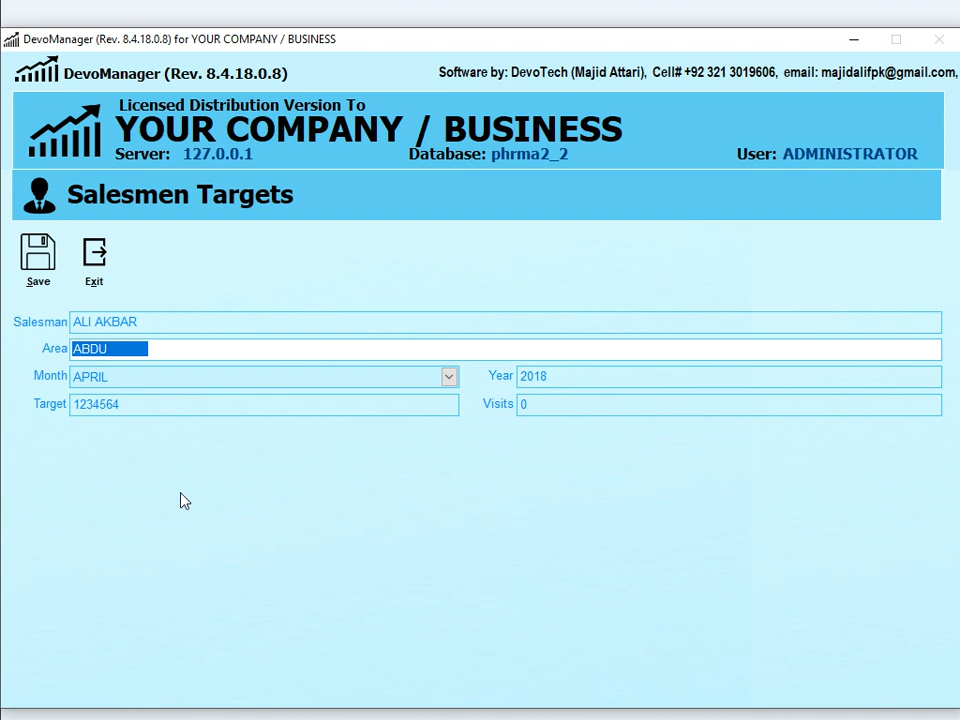 DevoManager (Rev. 8.4.18.0.8) for YOUR COMPANY / BUSINESS
DevoManager (Rev. 8.4.18.0.8) Software by: DevoTech (Majid Attari), Cell# +92 321 3019606, email: majidalifpk@gmail.com,
Licensed Distribution Version To
YOUR COMPANY / BUSINESS
Server: 127.0.0.1 Database: phrma2_2 User: ADMINISTRATOR
Salesmen Targets
Save Exit
Salesman ALI AKBAR
Area ABDU
Month APRIL Year 2018
Target 1234564 Visits 0